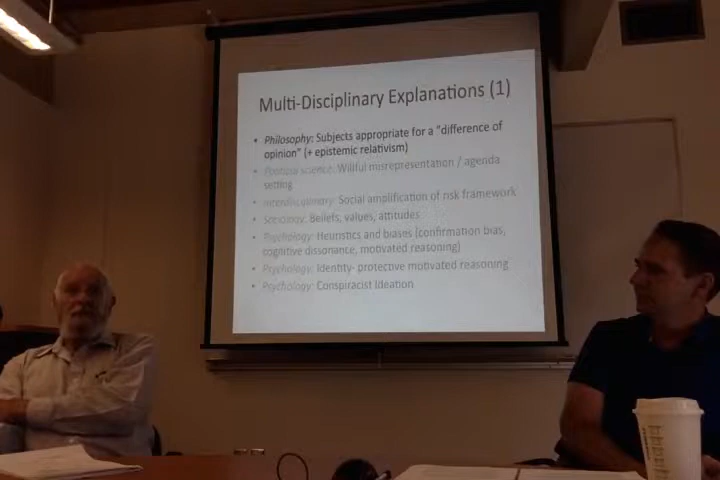 Multi-Disciplinary Explanations (1)
• Philosophy: Subjects appropriate for a "difference of
opinion" (+ epistemic relativism)
• Political science: Willful misrepresentation / agenda
setting
• Interdisciplinary: Social amplification of risk framework
• Sociology: Beliefs, values, attitudes
• Psychology: Heuristics and biases (confirmation bias,
cognitive dissonance, motivated reasoning)
• Psychology: Identity- protective motivated reasoning
• Psychology: Conspiracist Ideation